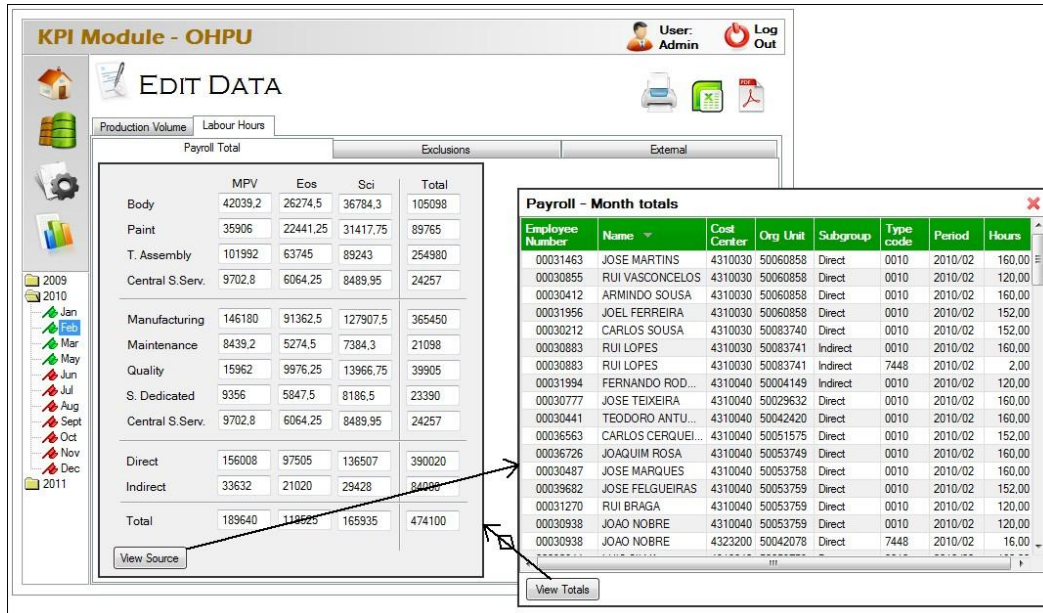 KPI Module - OHPU
User: Admin
Log Out
EDIT DATA
PDF
Production Volume Labour Hours
Payroll Total Exclusions External
MPV Eos Sci Total
Body 42039,2 26274,5 36784,3 105098
Paint 35906 22441,25 31417,75 89765
T. Assembly 101992 63745 89243 254980
Central S.Serv. 9702,8 6064,25 8489,95 24257
Manufacturing 146180 91362,5 127907,5 365450
Maintenance 8439,2 5274,5 7384,3 21098
Quality 15962 9976,25 13966,75 39905
S. Dedicated 9356 5847,5 8186,5 23390
Central S.Serv. 9702,8 6064,25 8489,95 24257
Direct 156008 97505 136507 390020
Indirect 33632 21020 29428
Total 189640 118525 165935 474100
View Source
2009
2010
Jan
Feb
Mar
May
Jun
Jul
Aug
Sept
Oct
Nov
Dec
2011
Payroll - Month totals
Employee Number Name Cost Center Org Unit Subgroup Type code Period Hours
00031463 JOSE MARTINS 4310030 50060858 Direct 0010 2010/02 160,00
00030855 RUI VASCONCELOS 4310030 50060858 Direct 0010 2010/02 120,00
00030412 ARMINDO SOUSA 4310030 50060858 Direct 0010 2010/02 160,00
00031956 JOEL FERREIRA 4310030 50060858 Direct 0010 2010/02 152,00
00030212 CARLOS SOUSA 4310030 50083740 Direct 0010 2010/02 152,00
00030883 RUI LOPES 4310030 50083741 Indirect 0010 2010/02 160,00
00030883 RUI LOPES 4310030 50083741 Indirect 7448 2010/02 2,00
00031994 FERNANDO ROD... 4310040 50004149 Indirect 0010 2010/02 120,00
00030777 JOSE TEIXEIRA 4310040 50029632 Direct 0010 2010/02 160,00
00030441 TEODORO ANTU... 4310040 50042420 Direct 0010 2010/02 160,00
00036563 CARLOS CERQUEI... 4310040 50051575 Direct 0010 2010/02 152,00
00036726 JOAQUIM ROSA 4310040 50053749 Direct 0010 2010/02 160,00
00030487 JOSE MARQUES 4310040 50053758 Direct 0010 2010/02 160,00
00039682 JOSE FELGUEIRAS 4310040 50053759 Direct 0010 2010/02 152,00
00031270 RUI BRAGA 4310040 50053759 Direct 0010 2010/02 120,00
00030938 JOAO NOBRE 4310040 50053759 Direct 0010 2010/02 120,00
00030938 JOAO NOBRE 4323200 50042078 Direct 7448 2010/02 16,00
View Totals